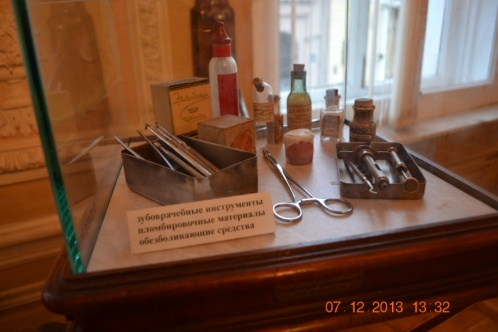 зубоврачебные инструменты
пломбировочные материалы
обезболивающие средства
07.12.2013 13:32